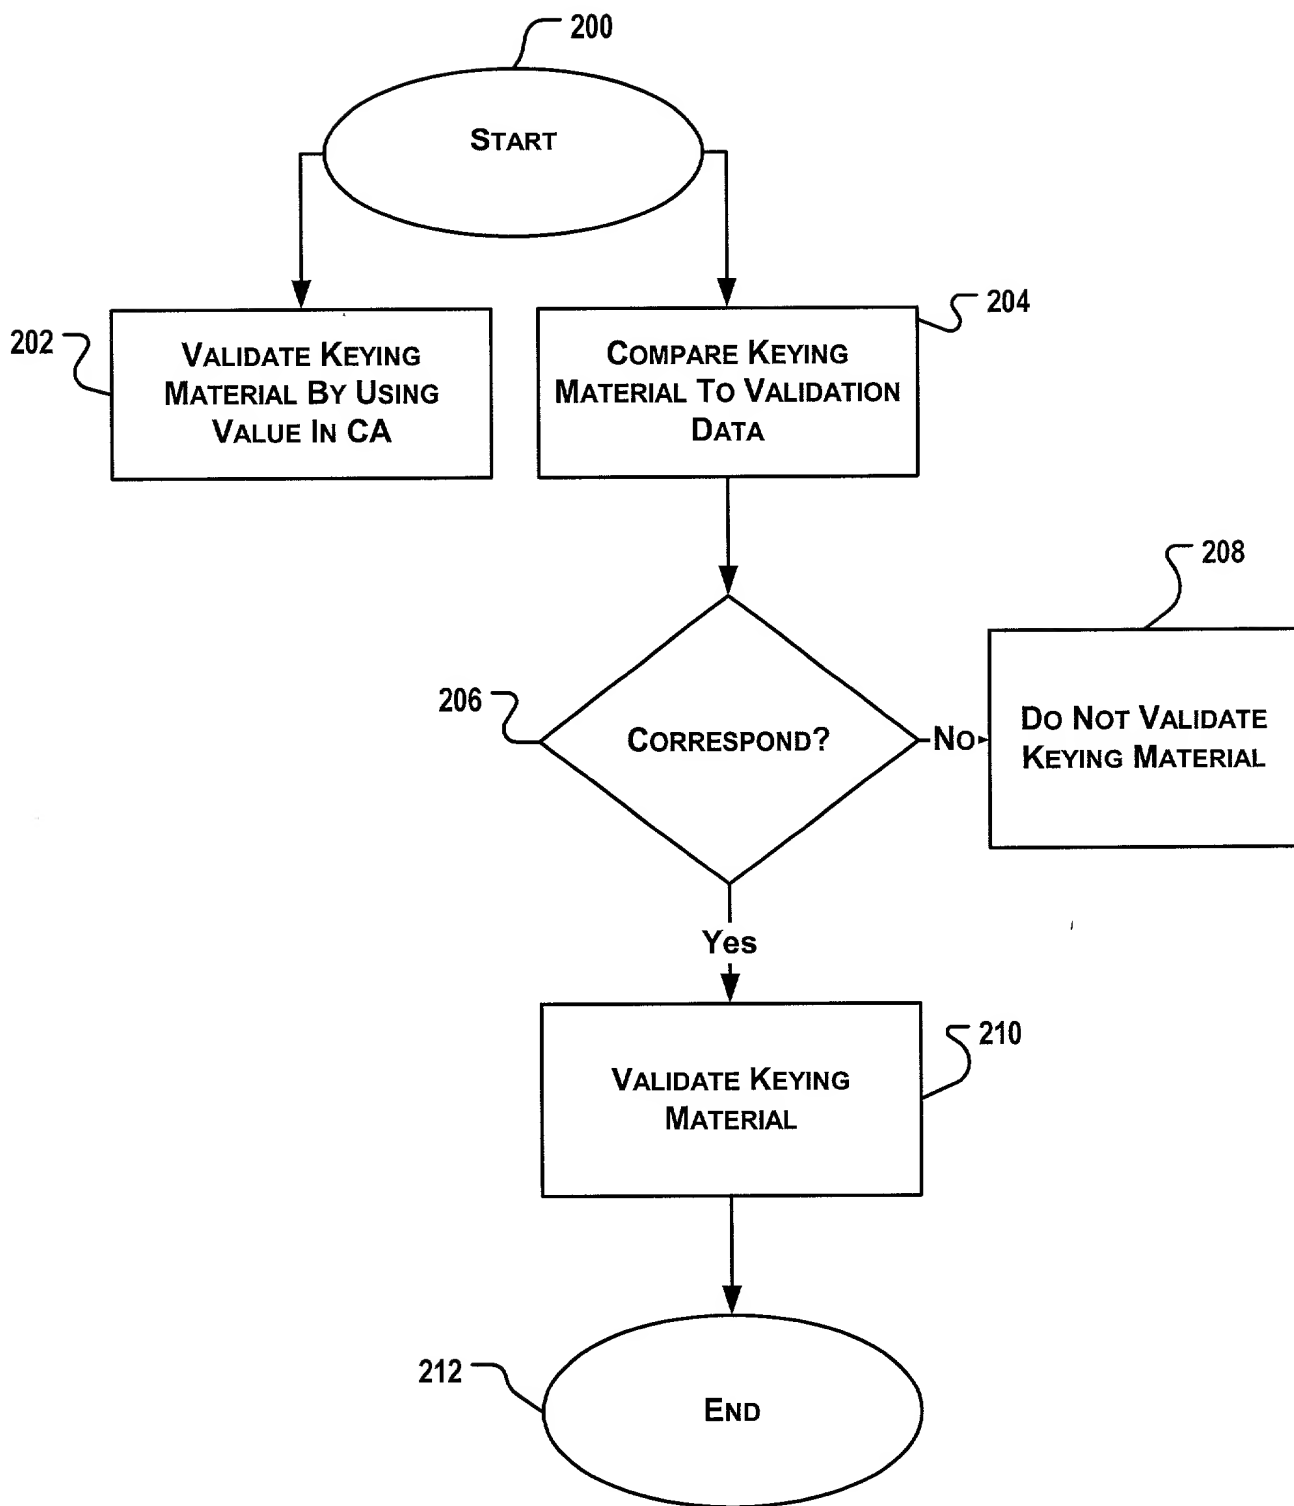 200
START
202
VALIDATE KEYING
MATERIAL BY USING
VALUE IN CA
204
COMPARE KEYING
MATERIAL TO VALIDATION
DATA
206
CORRESPOND?
NO
208
DO NOT VALIDATE
KEYING MATERIAL
Yes
210
VALIDATE KEYING
MATERIAL
212
END